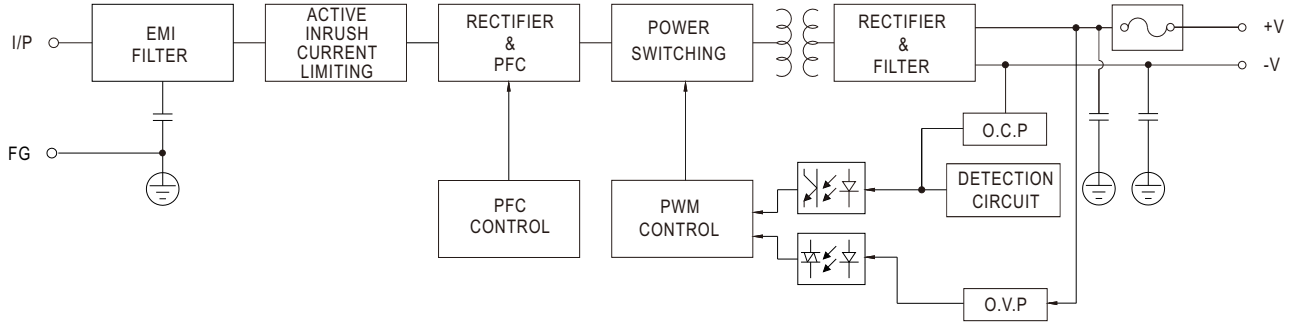 I/P
EMI
FILTER
ACTIVE
INRUSH
CURRENT
LIMITING
RECTIFIER
&
PFC
POWER
SWITCHING
RECTIFIER
&
FILTER
+V
-V
FG
O.C.P
PFC
CONTROL
PWM
CONTROL
DETECTION
CIRCUIT
O.V.P